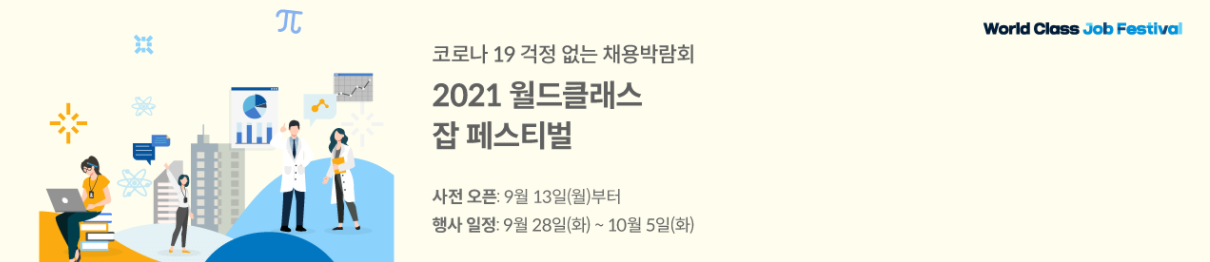 π
World Class Job Festival
코로나 19 걱정 없는 채용박람회
2021 월드클래스
잡 페스티벌
사전 오픈: 9월 13일(월)부터
행사 일정: 9월 28일(화) ~ 10월 5일(화)